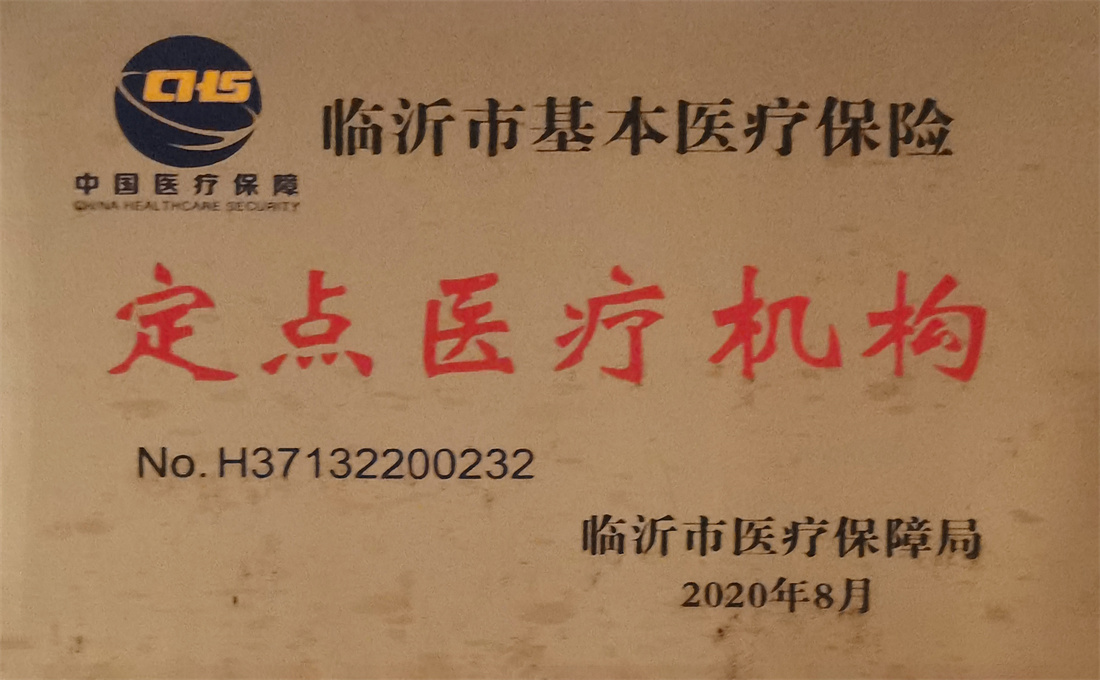 CHS
中国医疗保障
CHINA HEALTHCARE SECURITY
临沂市基本医疗保险
定点医疗机构
No. H37132200232
临沂市医疗保障局
2020年8月